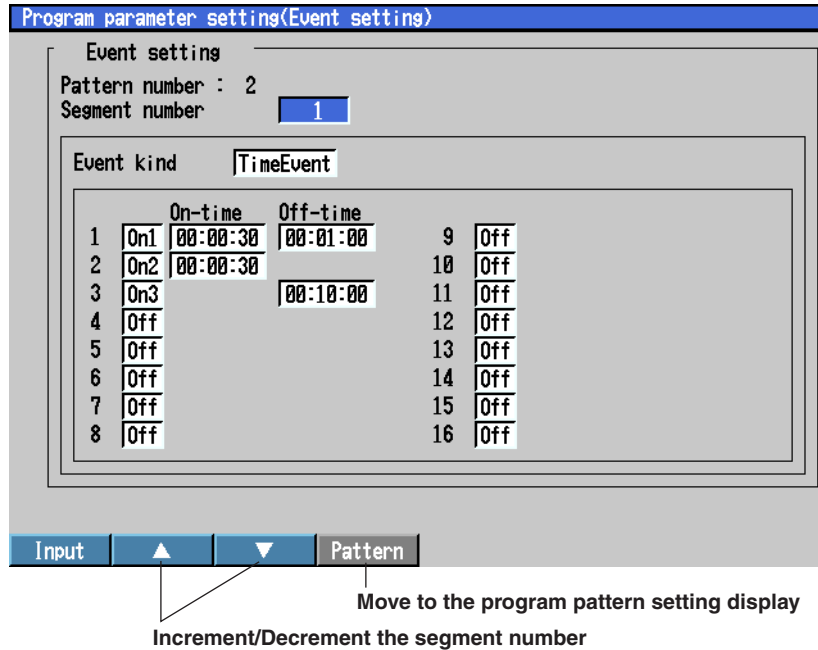 Program parameter setting(Event setting)
Event setting
Pattern number : 2
Segment number 1
Event kind TimeEvent
On-time Off-time
1 On1 00:00:30 00:01:00 9 Off
2 On2 00:00:30 10 Off
3 On3 00:10:00 11 Off
4 Off 12 Off
5 Off 13 Off
6 Off 14 Off
7 Off 15 Off
8 Off 16 Off
Input ▲ ▼ Pattern
Move to the program pattern setting display
Increment/Decrement the segment number